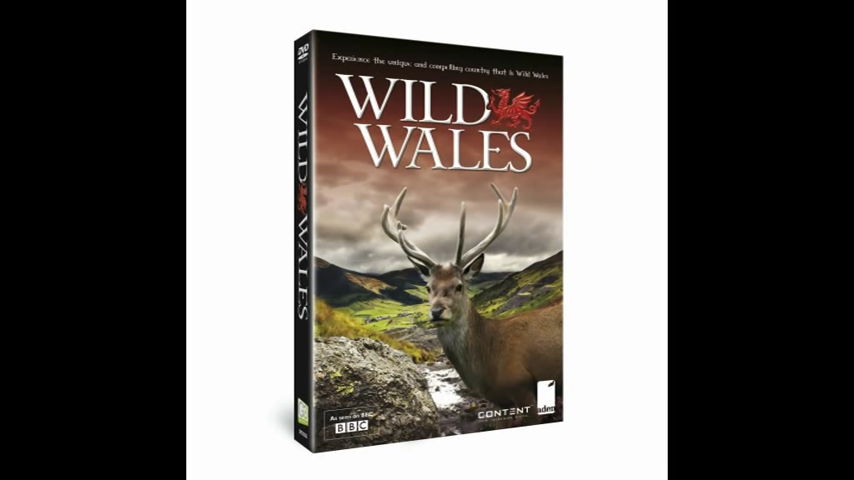 Experience the unique and compelling country that is Wild Wales
WILD
WALES
WILD WALES
DVD
As seen on BBC
BBC
CONTENT
adent